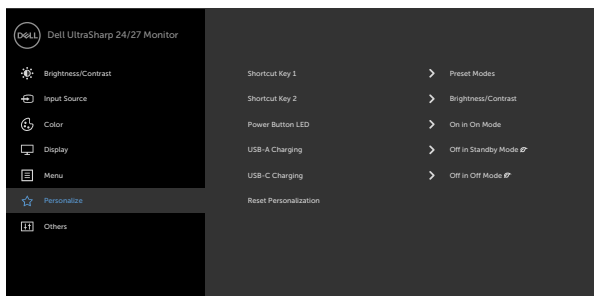 DELL Dell UltraSharp 24/27 Monitor
Brightness/Contrast Shortcut Key 1 Preset Modes
Input Source Shortcut Key 2 Brightness/Contrast
Color Power Button LED On in On Mode
Display USB-A Charging Off in Standby Mode
Menu USB-C Charging Off in Off Mode
Personalize Reset Personalization
Others